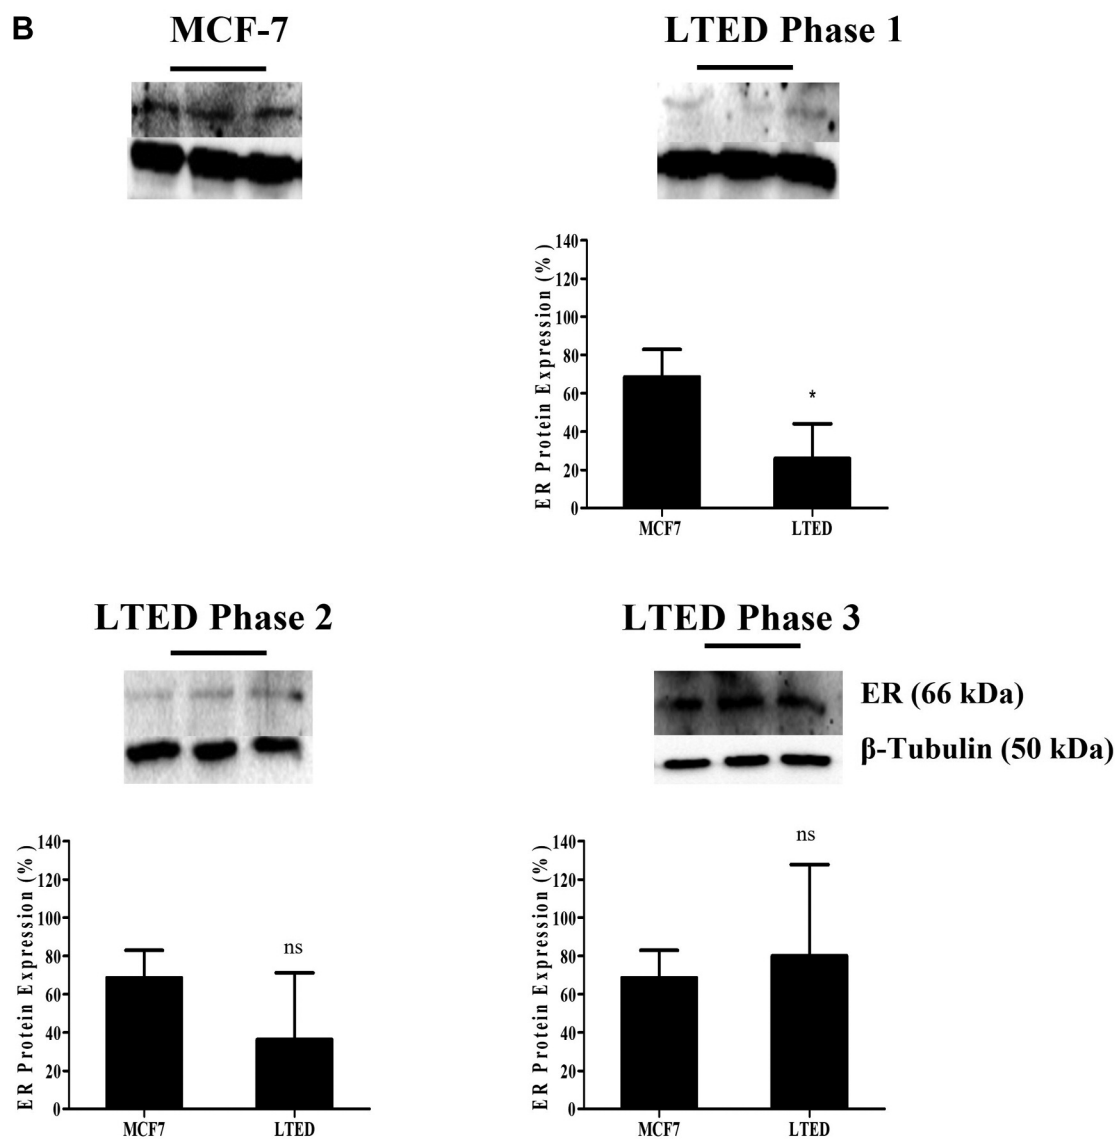 B
MCF-7
LTED Phase 1
ER Protein Expression (%)
140
120
100
80
60
40
20
0
*
MCF7
LTED
LTED Phase 2
LTED Phase 3
ER (66 kDa)
β-Tubulin (50 kDa)
ER Protein Expression (%)
140
120
100
80
60
40
20
0
ns
MCF7
LTED
ER Protein Expression (%)
140
120
100
80
60
40
20
0
ns
MCF7
LTED